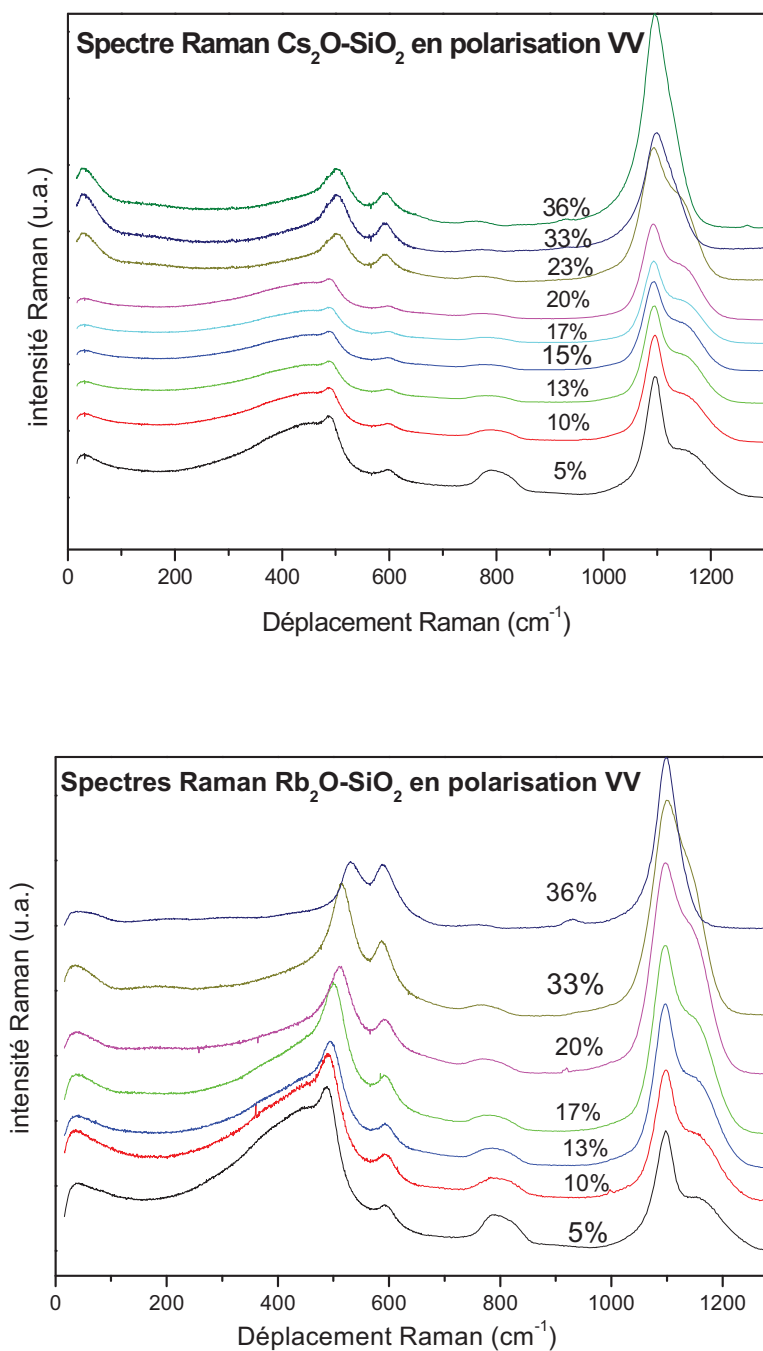 Spectre Raman Cs₂O-SiO₂ en polarisation VV
intensité Raman (u.a.)
36%
33%
23%
20%
17%
15%
13%
10%
5%
0 200 400 600 800 1000 1200
Déplacement Raman (cm⁻¹)
Spectres Raman Rb₂O-SiO₂ en polarisation VV
intensité Raman (u.a.)
36%
33%
20%
17%
13%
10%
5%
0 200 400 600 800 1000 1200
Déplacement Raman (cm⁻¹)